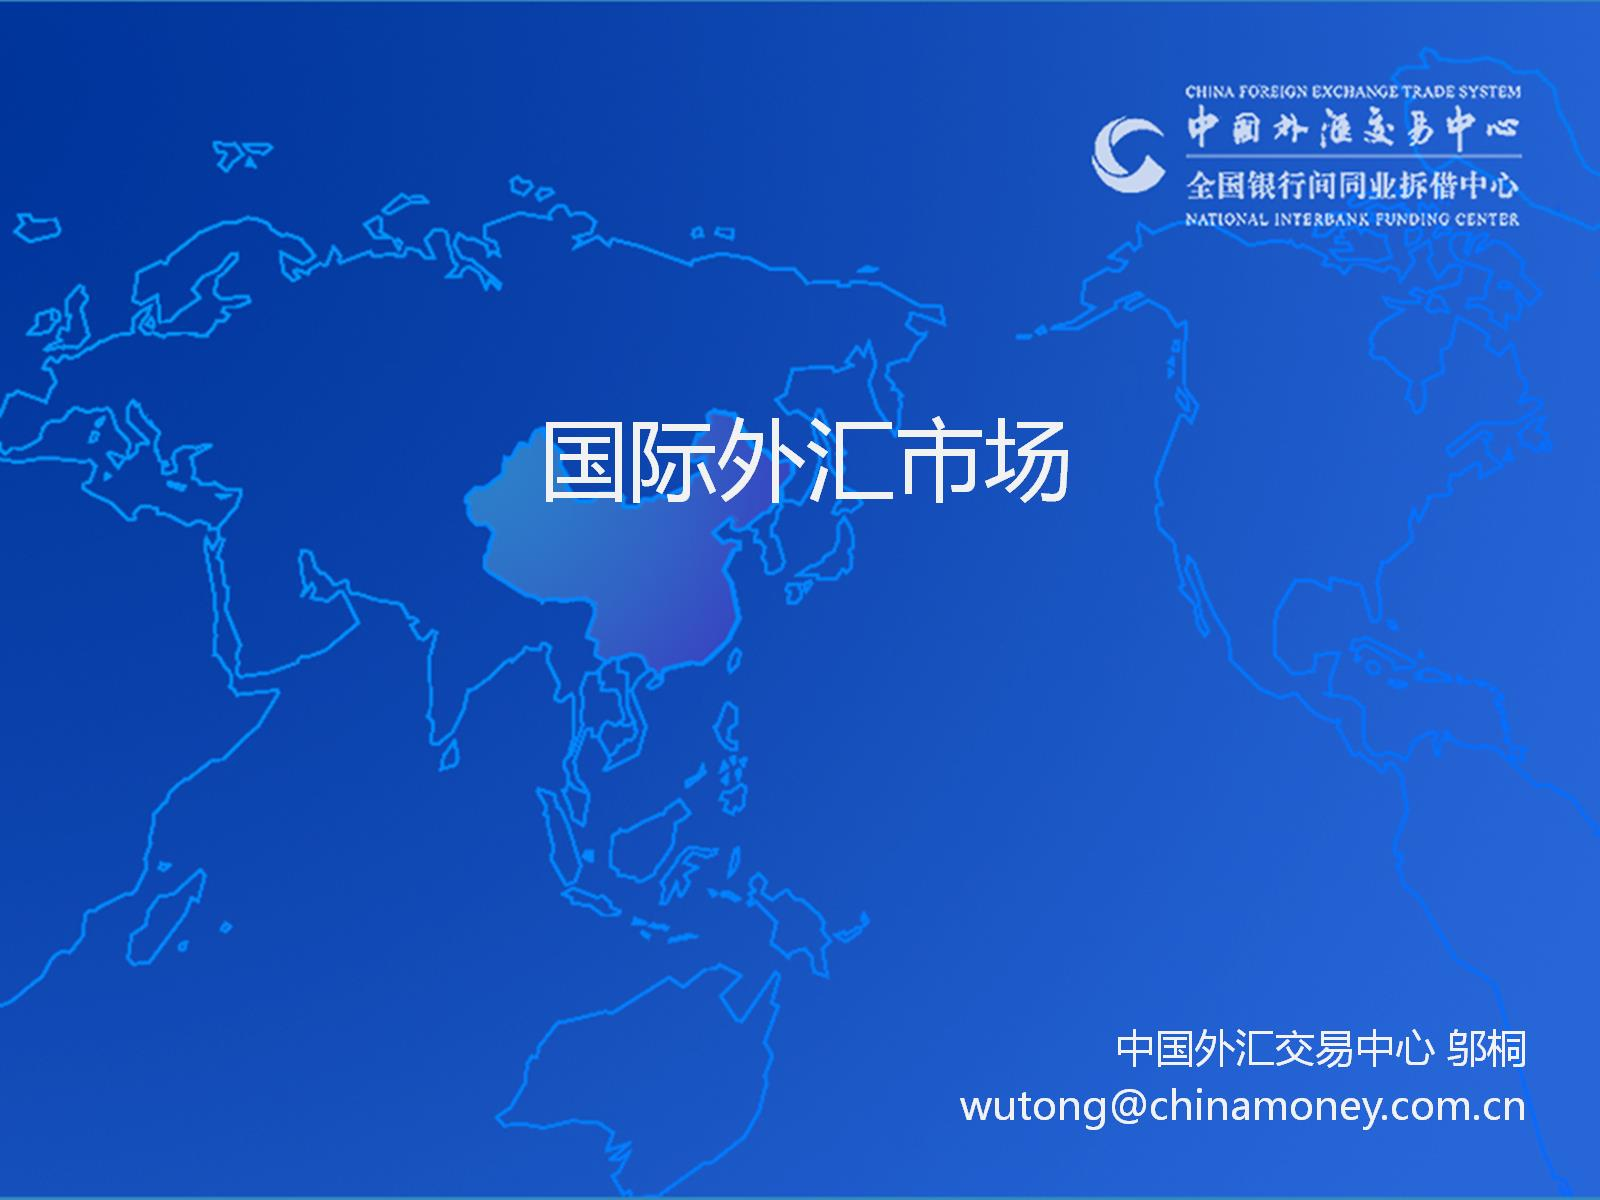 CHINA FOREIGN EXCHANGE TRADE SYSTEM
中国外汇交易中心
全国银行间同业拆借中心
NATIONAL INTERBANK FUNDING CENTER
国际外汇市场
中国外汇交易中心 邬桐
wutong@chinamoney.com.cn